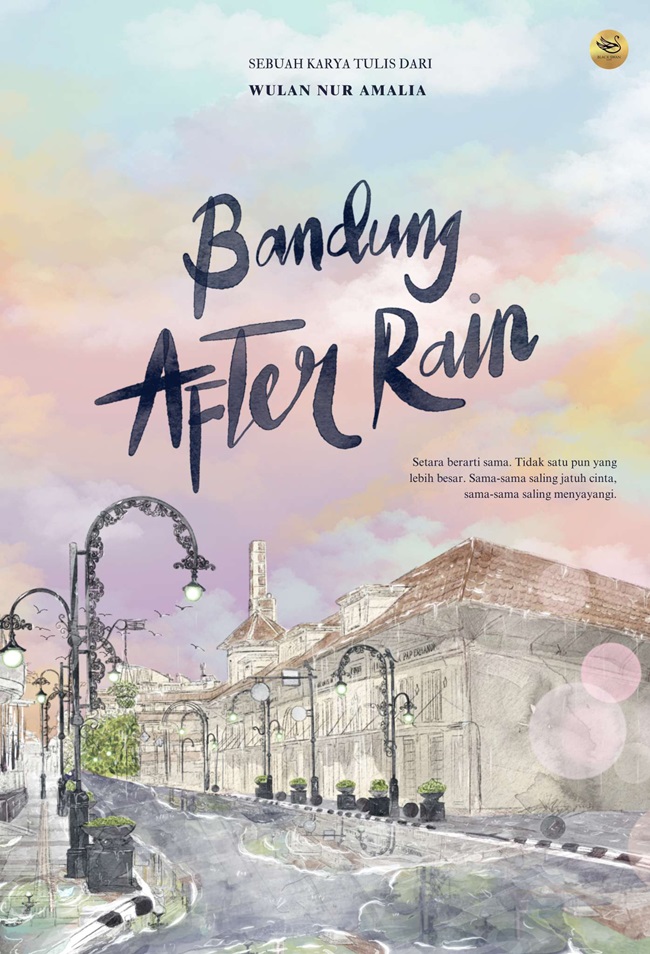 SEBUAH KARYA TULIS DARI
WULAN NUR AMALIA
Bandung
After Rain
Setara berarti sama. Tidak satu pun yang
lebih besar. Sama-sama saling jatuh cinta,
sama-sama saling menyayangi.